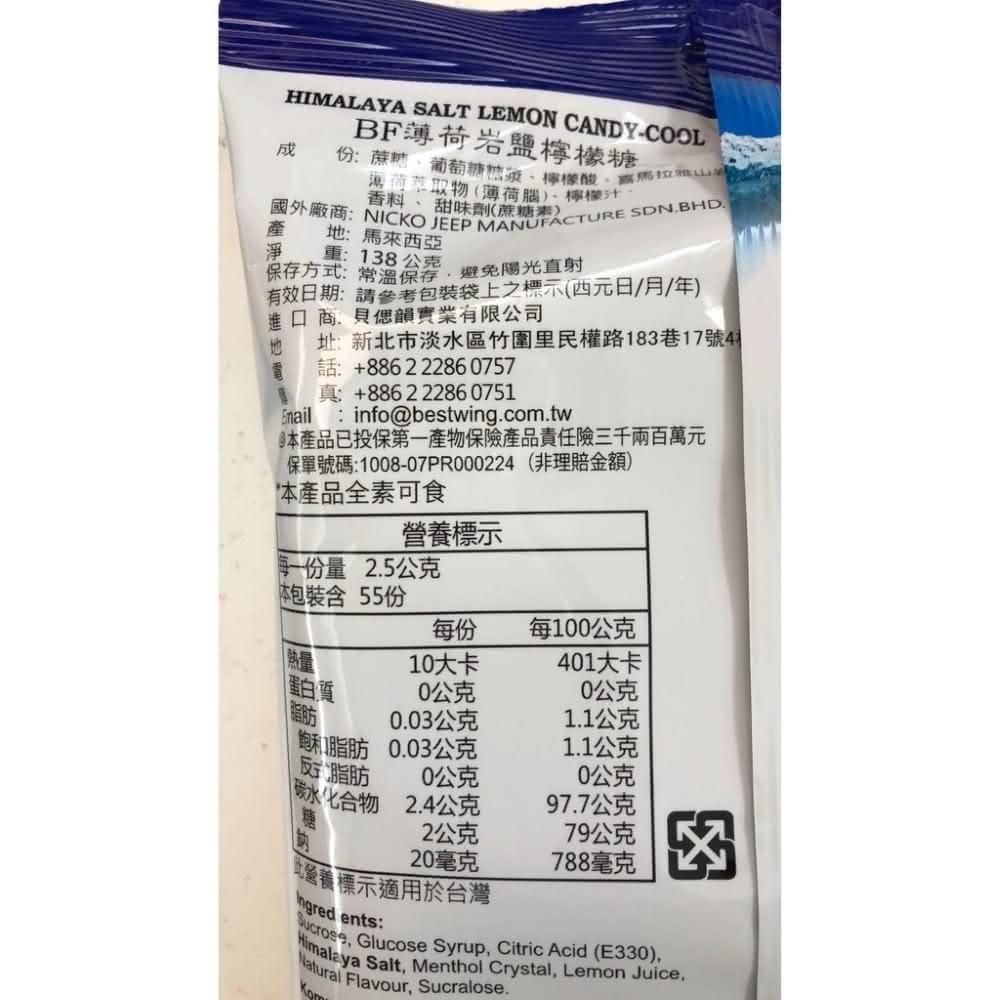 HIMALAYA SALT LEMON CANDY-COOL
BF薄荷岩鹽檸檬糖
成 份: 蔗糖、葡萄糖糖漿、檸檬酸、喜馬拉雅山
薄荷萃取物(薄荷腦)、檸檬汁、
香料、甜味劑(蔗糖素)
國外廠商: NICKO JEEP MANUFACTURE SDN.BHD.
產 地: 馬來西亞
淨 重: 138公克
保存方式: 常溫保存,避免陽光直射
有效日期: 請參考包裝袋上之標示(西元日/月/年)
進口商: 貝偲韻實業有限公司
地 址: 新北市淡水區竹圍里民權路183巷17號4
電 話: +886 2 2286 0757
傳 真: +886 2 2286 0751
Email : info@bestwing.com.tw
◎本產品已投保第一產物保險產品責任險三千兩百萬元
保單號碼:1008-07PR000224 (非理賠金額)
*本產品全素可食
營養標示
每一份量 2.5公克
本包裝含 55份
每份 每100公克
熱量 10大卡 401大卡
蛋白質 0公克 0公克
脂肪 0.03公克 1.1公克
飽和脂肪 0.03公克 1.1公克
反式脂肪 0公克 0公克
碳水化合物 2.4公克 97.7公克
糖 2公克 79公克
鈉 20毫克 788毫克
此營養標示適用於台灣
Ingredients:
Sucrose, Glucose Syrup, Citric Acid (E330),
Himalaya Salt, Menthol Crystal, Lemon Juice,
Natural Flavour, Sucralose.